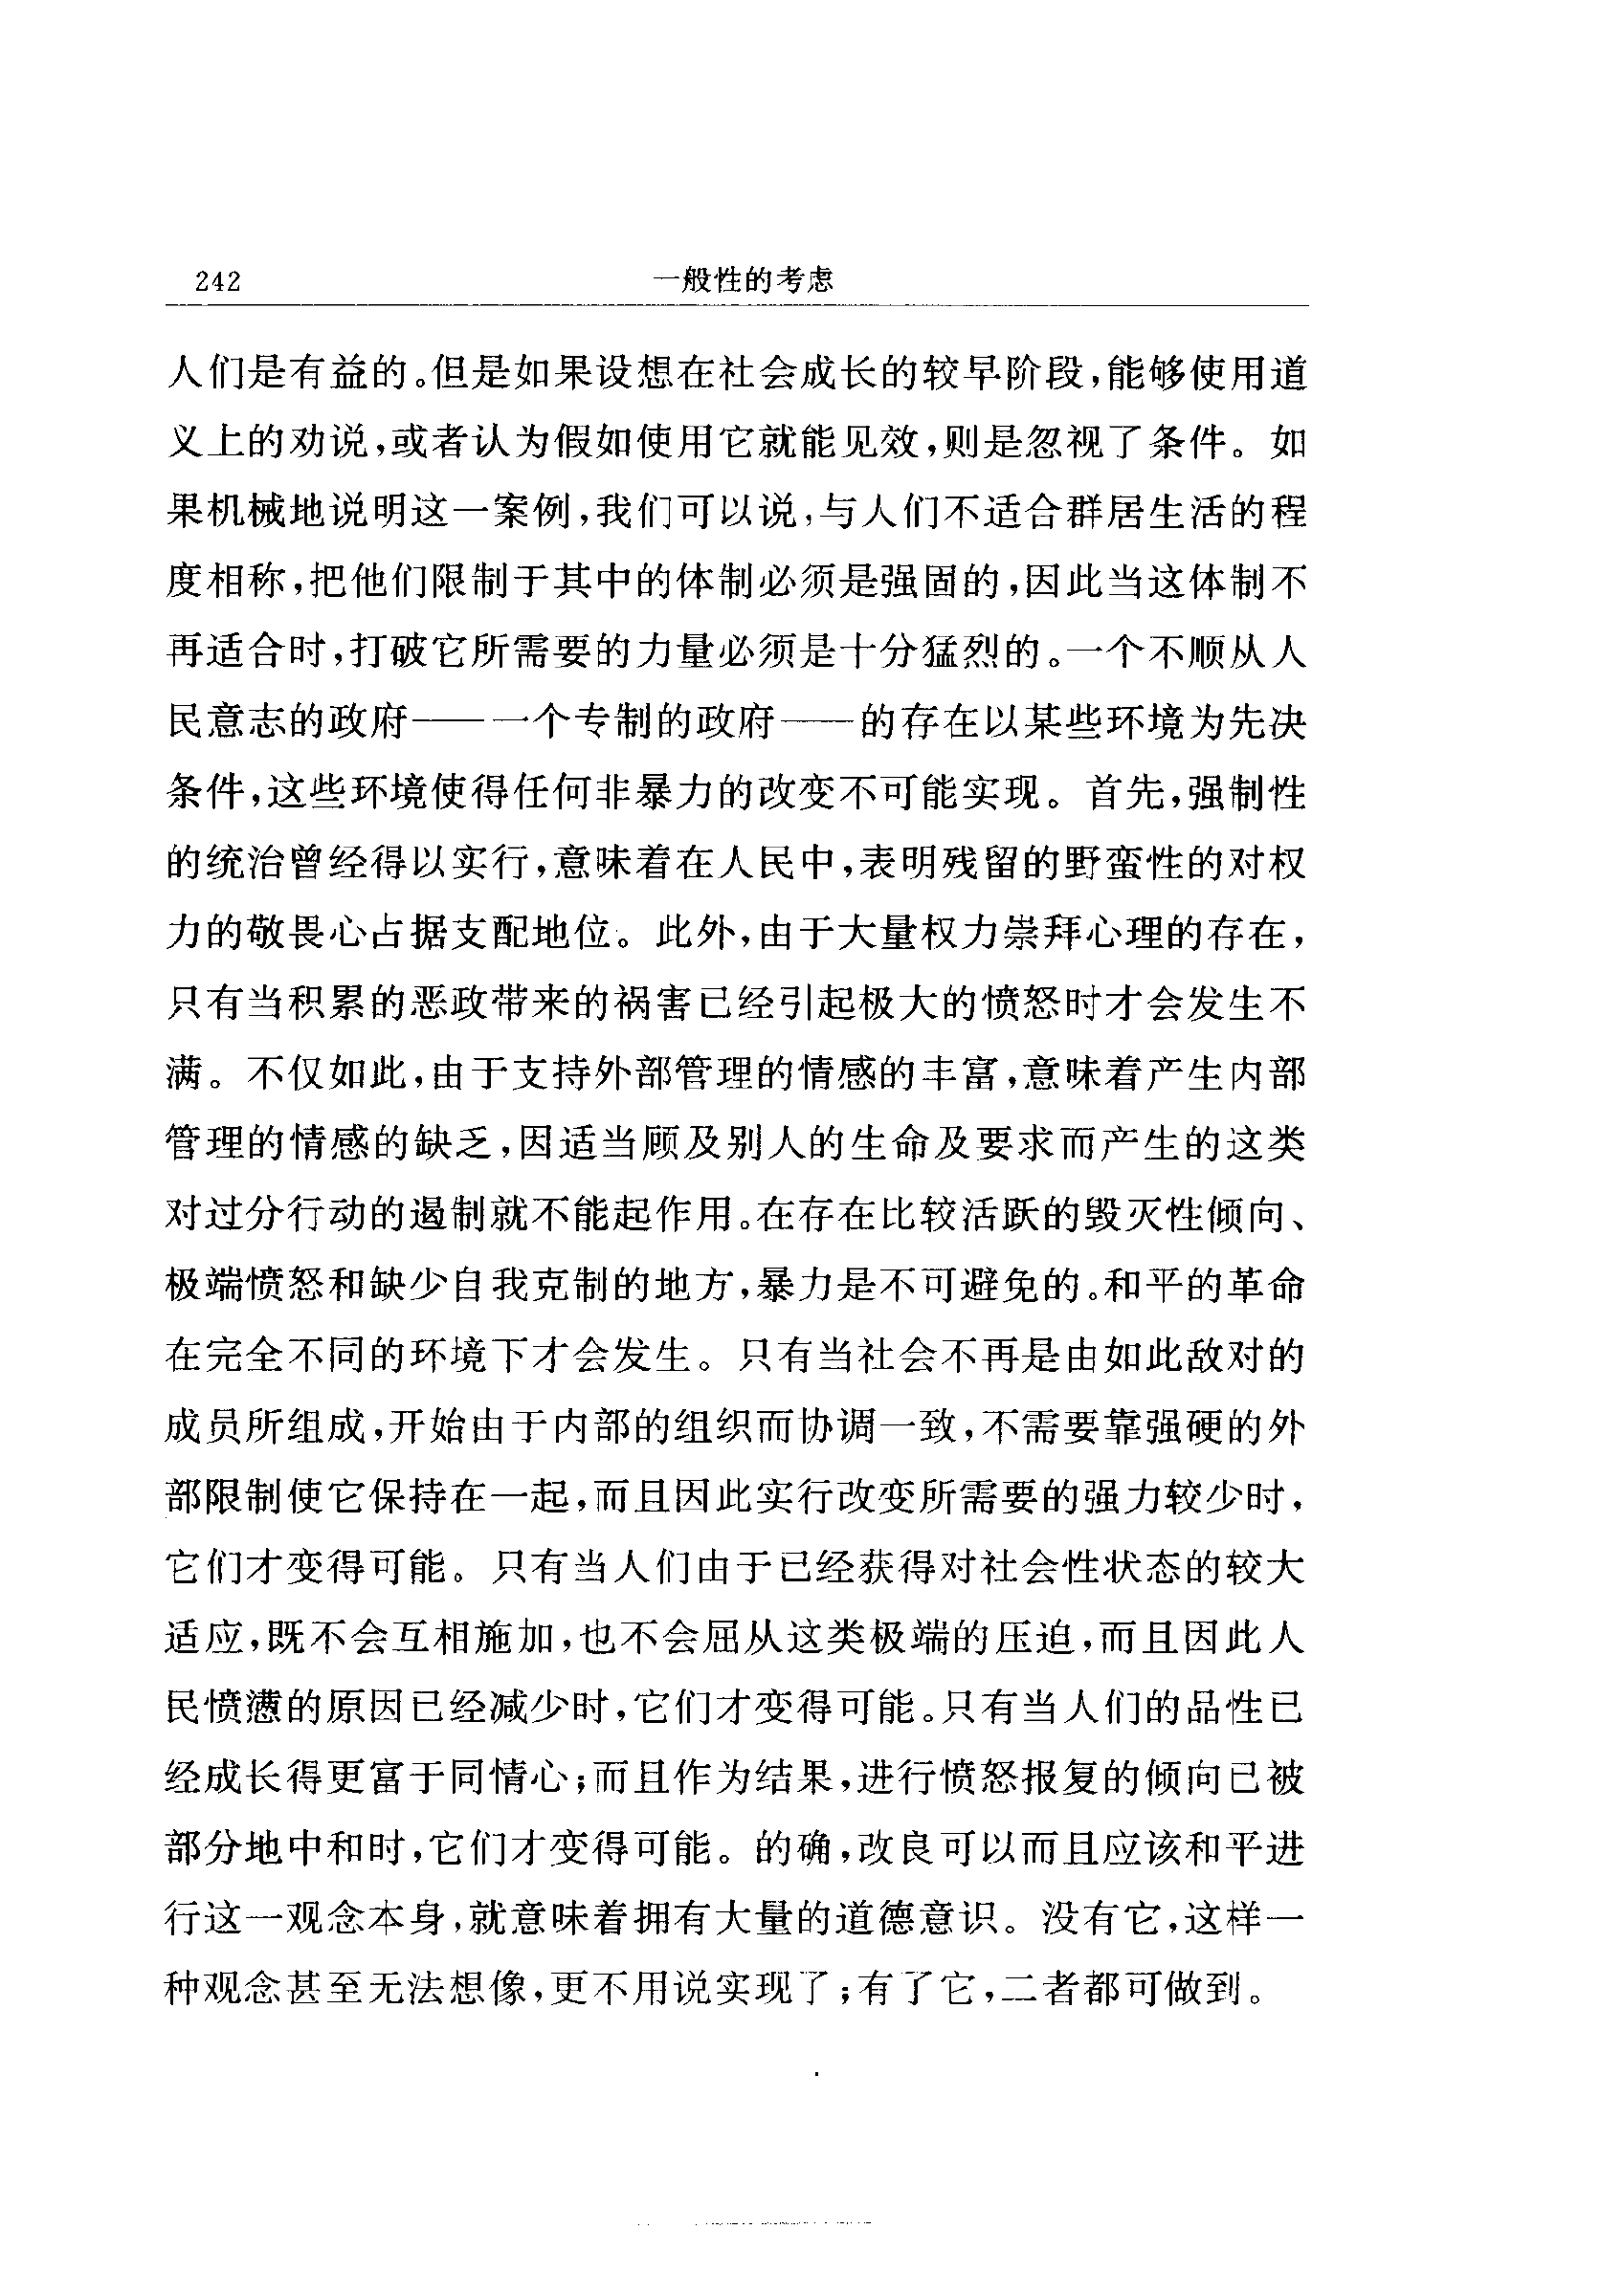 242 一般性的考虑
人们是有益的。但是如果设想在社会成长的较早阶段，能够使用道
义上的劝说，或者认为假如使用它就能见效，则是忽视了条件。如
果机械地说明这一案例，我们可以说，与人们不适合群居生活的程
度相称，把他们限制于其中的体制必须是强固的，因此当这体制不
再适合时，打破它所需要的力量必须是十分猛烈的。一个不顺从人
民意志的政府——一个专制的政府——的存在以某些环境为先决
条件，这些环境使得任何非暴力的改变不可能实现。首先，强制性
的统治曾经得以实行，意味着在人民中，表明残留的野蛮性的对权
力的敬畏心占据支配地位。此外，由于大量权力崇拜心理的存在，
只有当积累的恶政带来的祸害已经引起极大的愤怒时才会发生不
满。不仅如此，由于支持外部管理的情感的丰富，意味着产生内部
管理的情感的缺乏，因适当顾及别人的生命及要求而产生的这类
对过分行动的遏制就不能起作用。在存在比较活跃的毁灭性倾向、
极端愤怒和缺少自我克制的地方，暴力是不可避免的。和平的革命
在完全不同的环境下才会发生。只有当社会不再是由如此敌对的
成员所组成，开始由于内部的组织而协调一致，不需要靠强硬的外
部限制使它保持在一起，而且因此实行改变所需要的强力较少时，
它们才变得可能。只有当人们由于已经获得对社会性状态的较大
适应，既不会互相施加，也不会屈从这类极端的压迫，而且因此人
民愤懑的原因已经减少时，它们才变得可能。只有当人们的品性已
经成长得更富于同情心；而且作为结果，进行愤怒报复的倾向已被
部分地中和时，它们才变得可能。的确，改良可以而且应该和平进
行这一观念本身，就意味着拥有大量的道德意识。没有它，这样一
种观念甚至无法想像，更不用说实现了；有了它，二者都可做到。